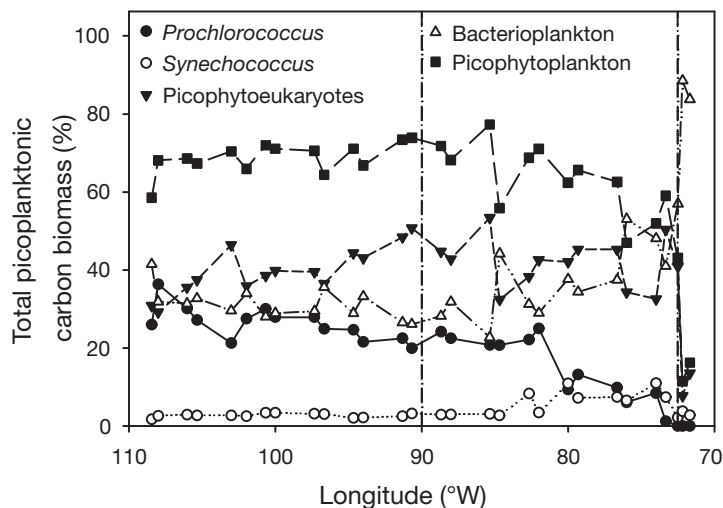 Prochlorococcus
Synechococcus
Picophytoeukaryotes
Bacterioplankton
Picophytoplankton
Total picoplanktonic
carbon biomass (%)
100
80
60
40
20
0
110
100
90
80
70
Longitude (°W)